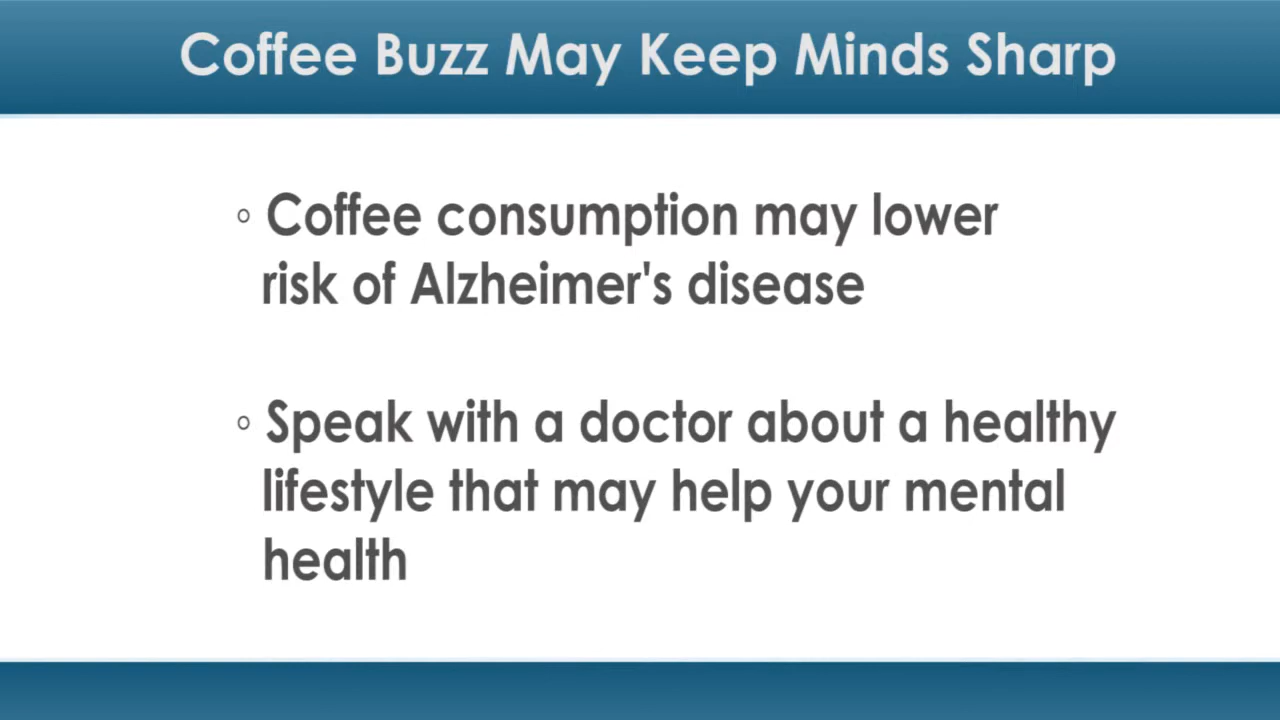 Coffee Buzz May Keep Minds Sharp
◦ Coffee consumption may lower
risk of Alzheimer's disease
◦ Speak with a doctor about a healthy
lifestyle that may help your mental
health